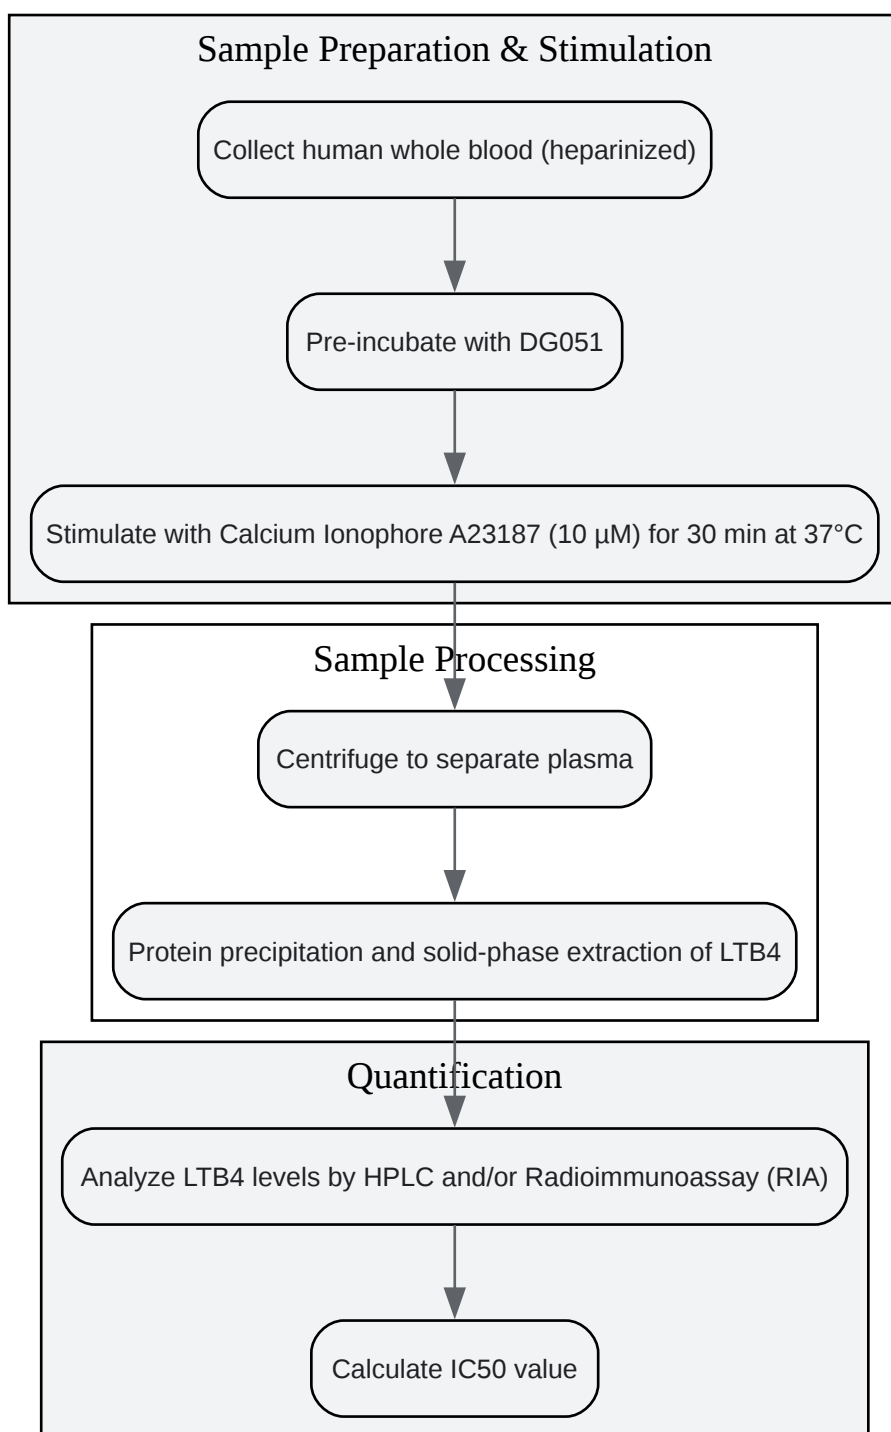 Sample Preparation & Stimulation
Collect human whole blood (heparinized)
Pre-incubate with DG051
Stimulate with Calcium Ionophore A23187 (10 µM) for 30 min at 37°C
Sample Processing
Centrifuge to separate plasma
Protein precipitation and solid-phase extraction of LTB4
Quantification
Analyze LTB4 levels by HPLC and/or Radioimmunoassay (RIA)
Calculate IC50 value